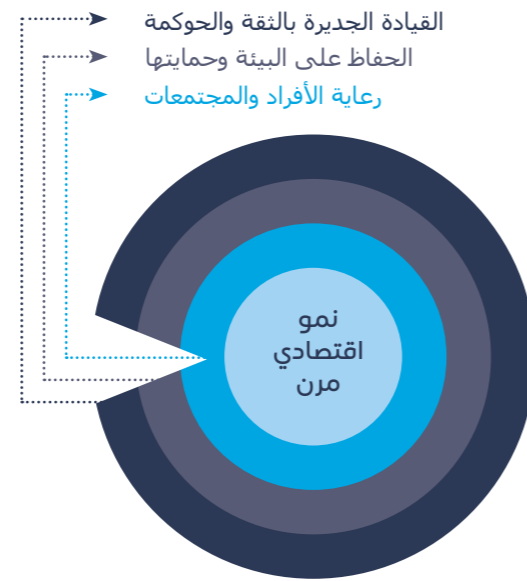 القيادة الجديرة بالثقة والحوكمة
الحفاظ على البيئة وحمايتها
رعاية الأفراد والمجتمعات
نمو
اقتصادي
مرن